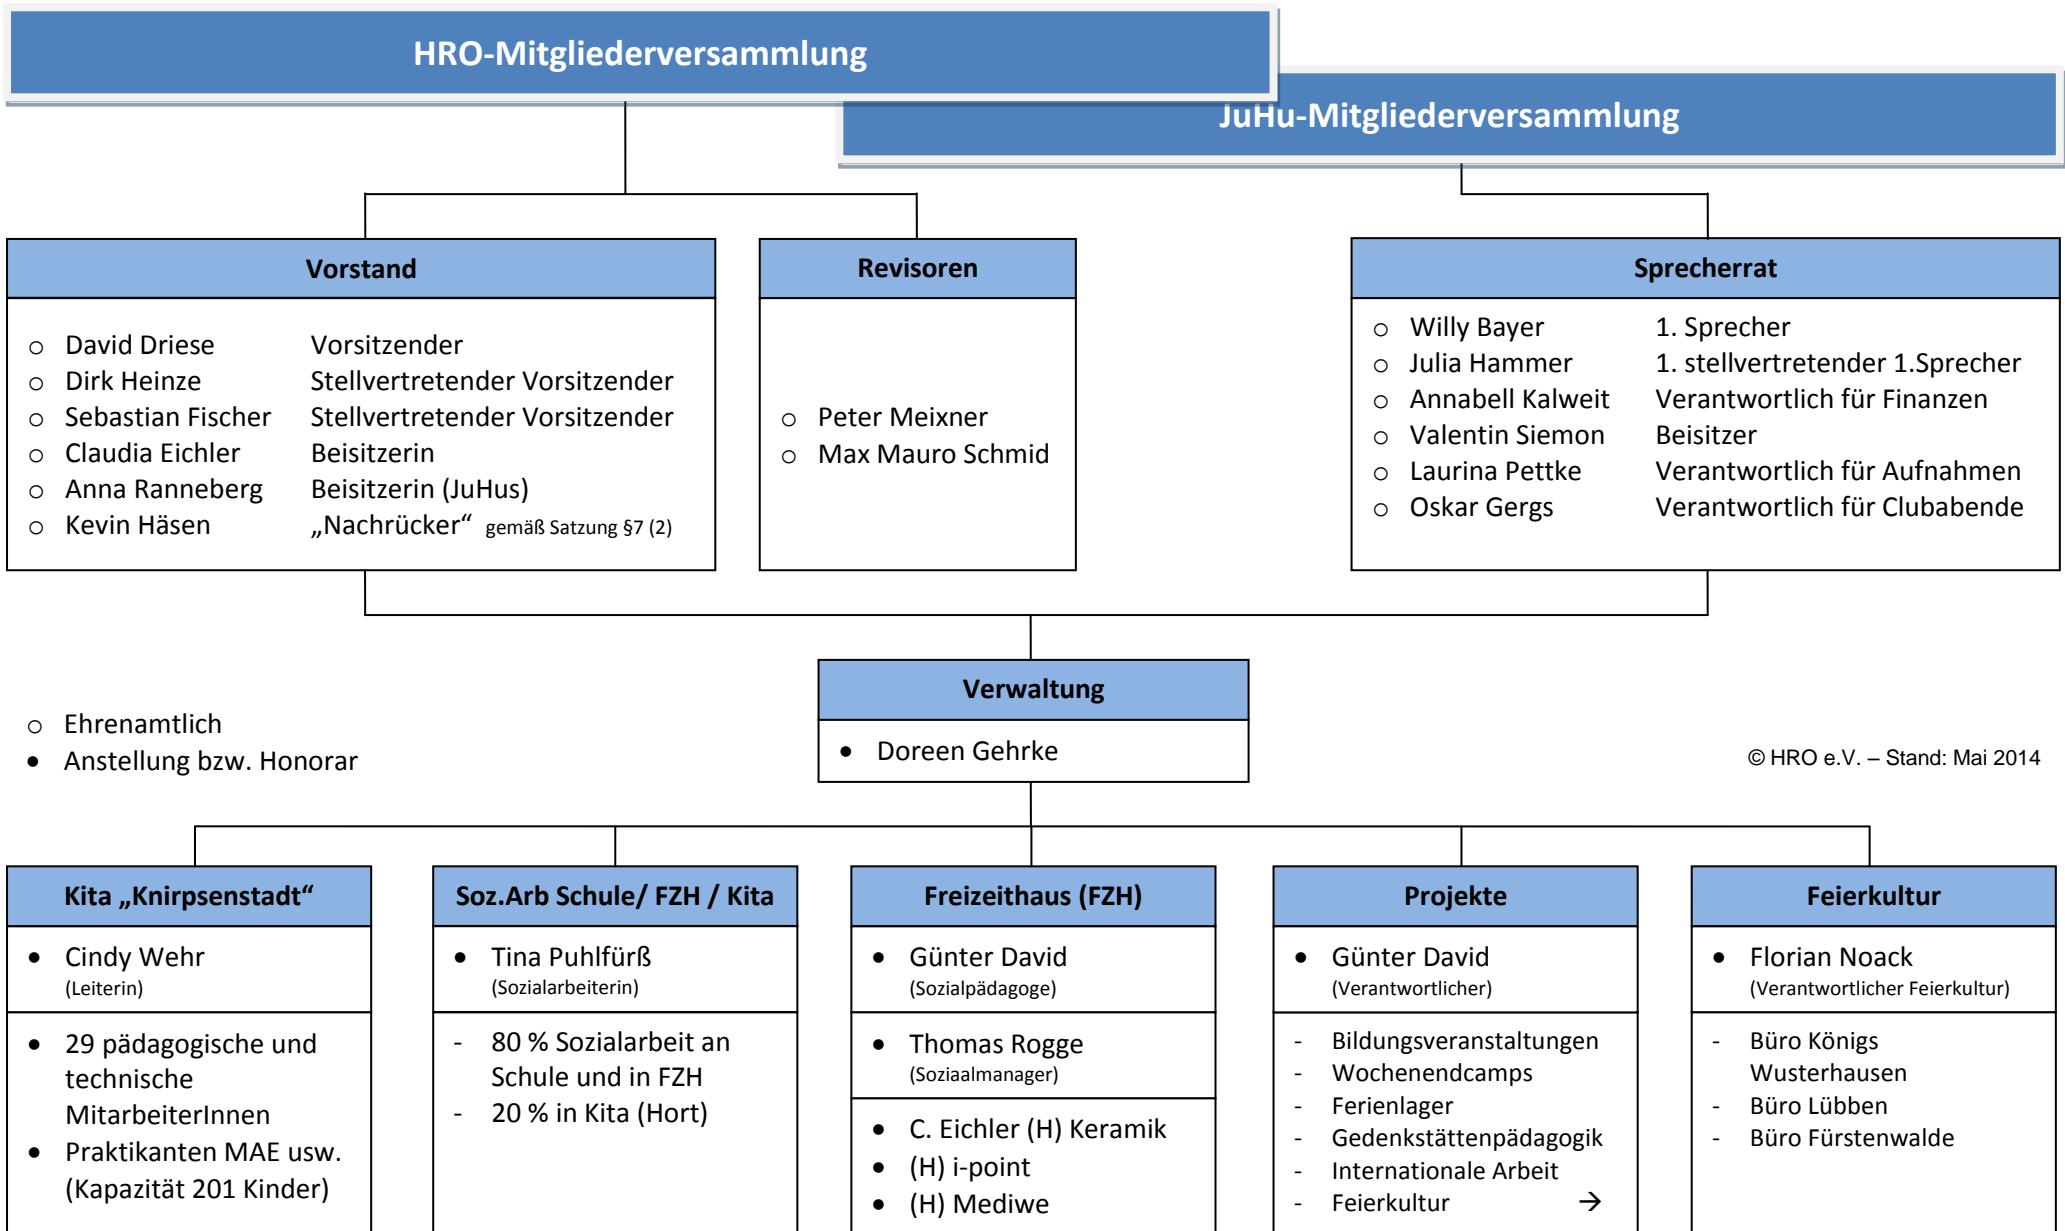 HRO-Mitgliederversammlung
JuHu-Mitgliederversammlung
Vorstand
○ David Driese Vorsitzender
○ Dirk Heinze Stellvertretender Vorsitzender
○ Sebastian Fischer Stellvertretender Vorsitzender
○ Claudia Eichler Beisitzerin
○ Anna Ranneberg Beisitzerin (JuHus)
○ Kevin Häsen „Nachrücker“ gemäß Satzung §7 (2)
Revisoren
○ Peter Meixner
○ Max Mauro Schmid
Sprecherrat
○ Willy Bayer 1. Sprecher
○ Julia Hammer 1. stellvertretender 1.Sprecher
○ Annabell Kalweit Verantwortlich für Finanzen
○ Valentin Siemon Beisitzer
○ Laurina Pettke Verantwortlich für Aufnahmen
○ Oskar Gergs Verantwortlich für Clubabende
Verwaltung
• Doreen Gehrke
○ Ehrenamtlich
• Anstellung bzw. Honorar
© HRO e.V. – Stand: Mai 2014
Kita „Knirpsenstadt“
• Cindy Wehr
(Leiterin)
• 29 pädagogische und
technische
MitarbeiterInnen
• Praktikanten MAE usw.
(Kapazität 201 Kinder)
Soz.Arb Schule/ FZH / Kita
• Tina Puhlfürß
(Sozialarbeiterin)
- 80 % Sozialarbeit an
Schule und in FZH
- 20 % in Kita (Hort)
Freizeithaus (FZH)
• Günter David
(Sozialpädagoge)
• Thomas Rogge
(Soziaalmanager)
• C. Eichler (H) Keramik
• (H) i-point
• (H) Mediwe
Projekte
• Günter David
(Verantwortlicher)
- Bildungsveranstaltungen
- Wochenendcamps
- Ferienlager
- Gedenkstättenpädagogik
- Internationale Arbeit
- Feierkultur →
Feierkultur
• Florian Noack
(Verantwortlicher Feierkultur)
- Büro Königs
Wusterhausen
- Büro Lübben
- Büro Fürstenwalde